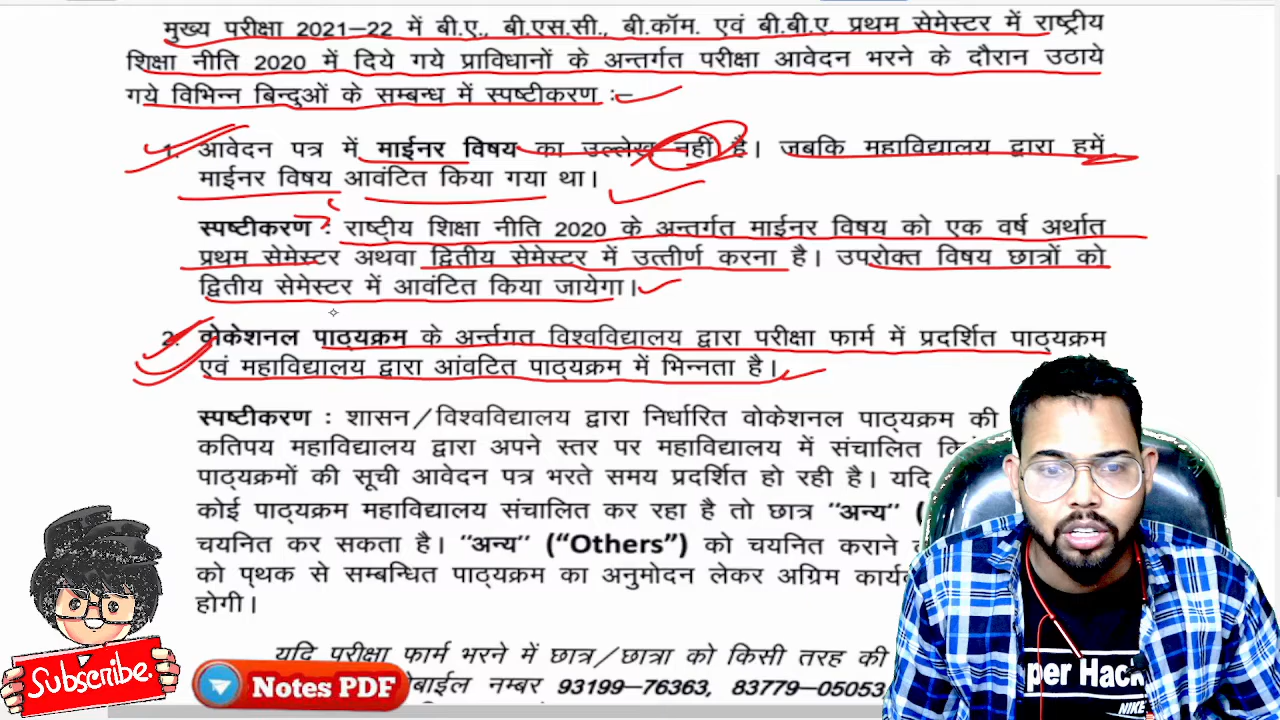 मुख्य परीक्षा 2021–22 में बी.ए., बी.एस.सी., बी.कॉम. एवं बी.बी.ए. प्रथम सेमेस्टर में राष्ट्रीय
शिक्षा नीति 2020 में दिये गये प्राविधानों के अन्तर्गत परीक्षा आवेदन भरने के दौरान उठाये
गये विभिन्न बिन्दुओं के सम्बन्ध में स्पष्टीकरण :–
1. आवेदन पत्र में माईनर विषय का उल्लेख नहीं है। जबकि महाविद्यालय द्वारा हमें
माईनर विषय आवंटित किया गया था।
स्पष्टीकरण : राष्ट्रीय शिक्षा नीति 2020 के अन्तर्गत माईनर विषय को एक वर्ष अर्थात
प्रथम सेमेस्टर अथवा द्वितीय सेमेस्टर में उत्तीर्ण करना है। उपरोक्त विषय छात्रों को
द्वितीय सेमेस्टर में आवंटित किया जायेगा।
2. वोकेशनल पाठ्यक्रम के अर्न्तगत विश्वविद्यालय द्वारा परीक्षा फार्म में प्रदर्शित पाठ्यक्रम
एवं महाविद्यालय द्वारा आंवटित पाठ्यक्रम में भिन्नता है।
स्पष्टीकरण : शासन/विश्वविद्यालय द्वारा निर्धारित वोकेशनल पाठ्यक्रम की
कतिपय महाविद्यालय द्वारा अपने स्तर पर महाविद्यालय में संचालित
पाठ्यक्रमों की सूची आवेदन पत्र भरते समय प्रदर्शित हो रही है। यदि
कोई पाठ्यक्रम महाविद्यालय संचालित कर रहा है तो छात्र "अन्य" (
चयनित कर सकता है। "अन्य" ("Others") को चयनित कराने
को पृथक से सम्बन्धित पाठ्यक्रम का अनुमोदन लेकर अग्रिम
होगी।
यदि परीक्षा फार्म भरने में छात्र/छात्रा को किसी तरह की
नम्बर 93199–76363, 83779–05053,
Subscribe
Notes PDF
per Hack
NIKE